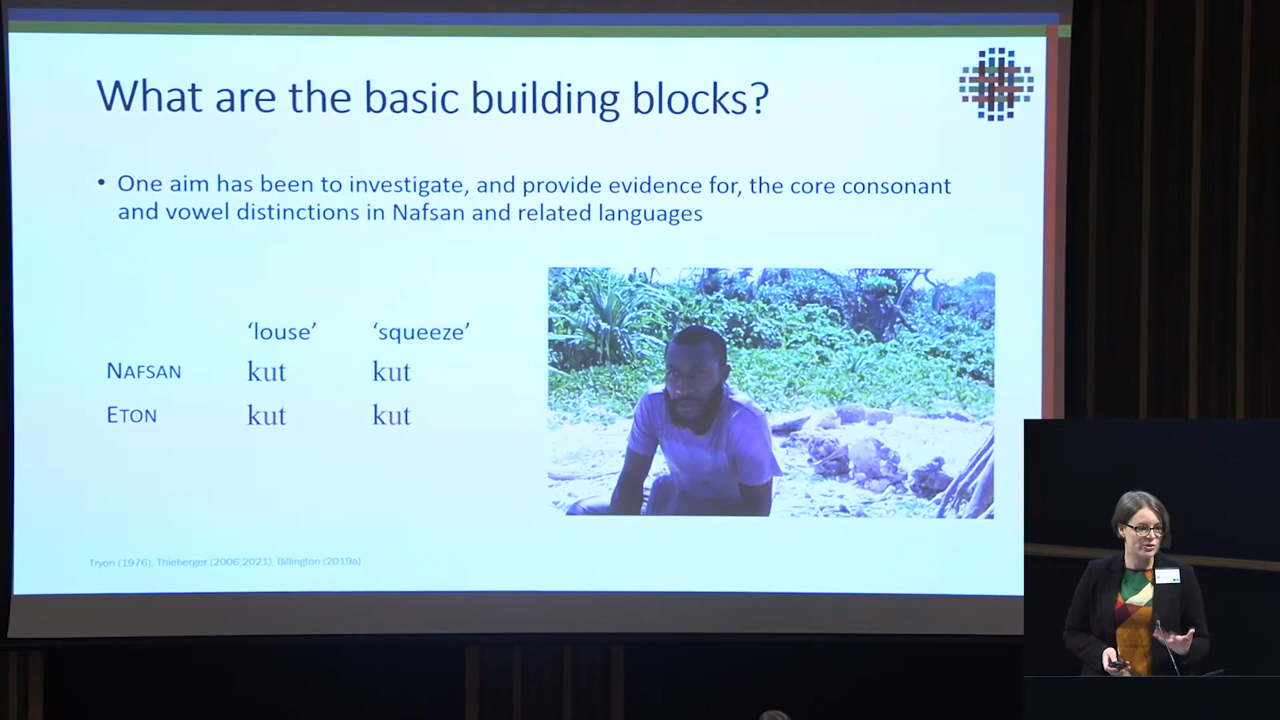 What are the basic building blocks?
• One aim has been to investigate, and provide evidence for, the core consonant
and vowel distinctions in Nafsan and related languages
‘louse’ ‘squeeze’
NAFSAN kut kut
ETON kut kut
Tryon (1976), Thieberger (2006;2021), Billington (2019a)